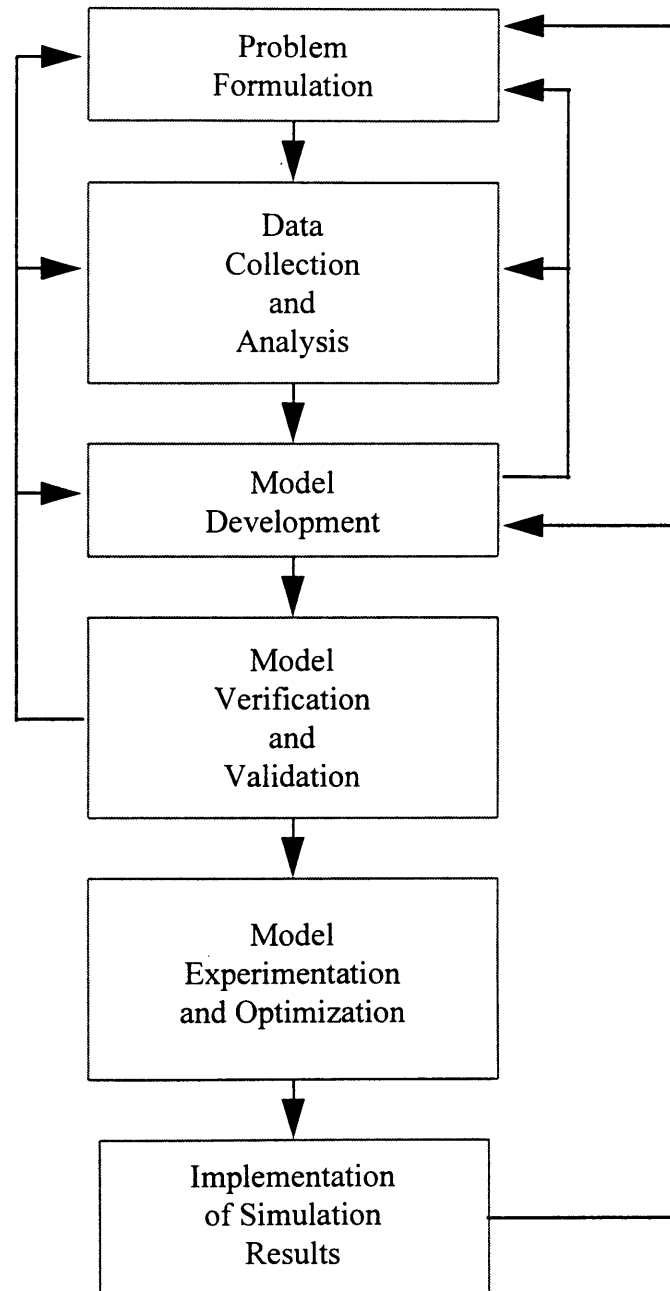 Problem
Formulation
Data
Collection
and
Analysis
Model
Development
Model
Verification
and
Validation
Model
Experimentation
and Optimization
Implementation
of Simulation
Results